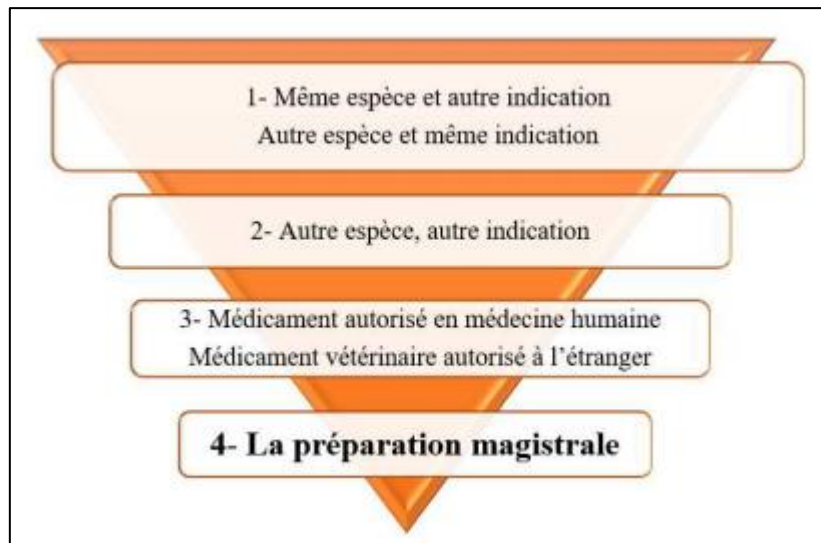 1- Même espèce et autre indication
Autre espèce et même indication
2- Autre espèce, autre indication
3- Médicament autorisé en médecine humaine
Médicament vétérinaire autorisé à l’étranger
4- La préparation magistrale